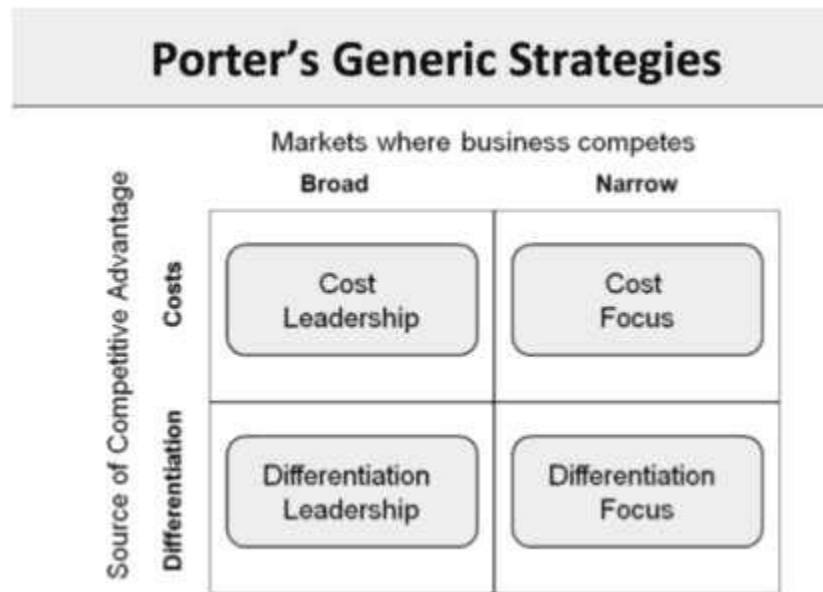 Porter's Generic Strategies
Markets where business competes
Broad
Narrow
Source of Competitive Advantage
Costs
Cost
Leadership
Cost
Focus
Differentiation
Differentiation
Leadership
Differentiation
Focus